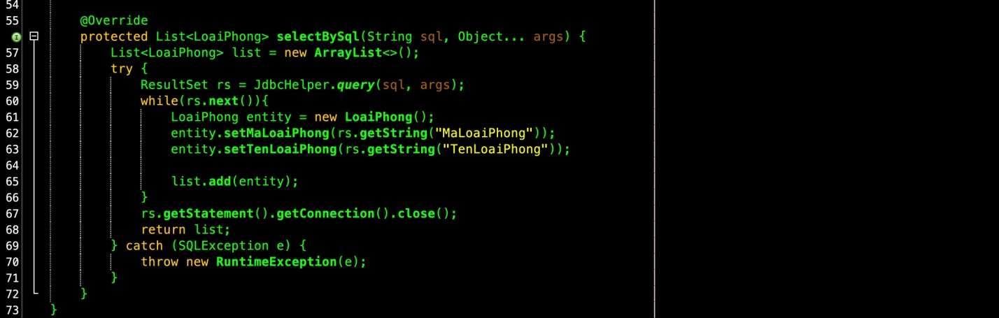 54
55 @Override
protected List<LoaiPhong> selectBySql(String sql, Object... args) {
57 List<LoaiPhong> list = new ArrayList<>();
58 try {
59 ResultSet rs = JdbcHelper.query(sql, args);
60 while(rs.next()){
61 LoaiPhong entity = new LoaiPhong();
62 entity.setMaLoaiPhong(rs.getString("MaLoaiPhong"));
63 entity.setTenLoaiPhong(rs.getString("TenLoaiPhong"));
64
65 list.add(entity);
66 }
67 rs.getStatement().getConnection().close();
68 return list;
69 } catch (SQLException e) {
70 throw new RuntimeException(e);
71 }
72 }
73 }